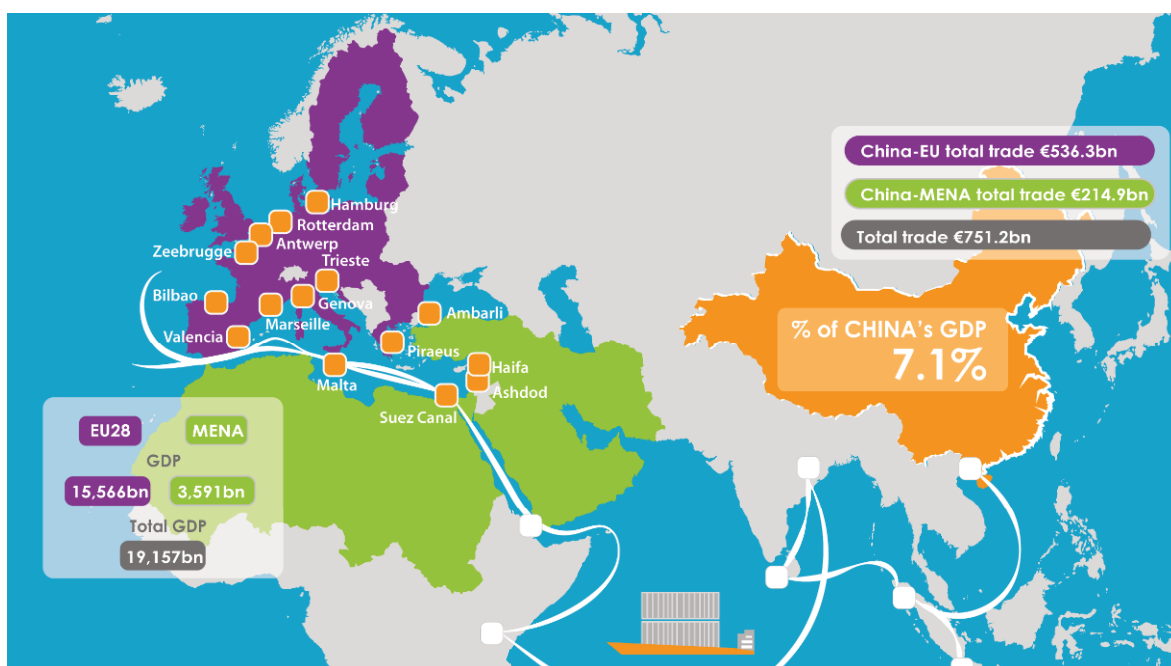 Hamburg
Rotterdam
Antwerp
Zeebrugge
Trieste
Bilbao
Genova
Marseille
Ambarli
Valencia
Piraeus
Haifa
Malta
Ashdod
Suez Canal
China-EU total trade €536.3bn
China-MENA total trade €214.9bn
Total trade €751.2bn
% of CHINA's GDP
7.1%
EU28 MENA
GDP
15,566bn 3,591bn
Total GDP
19,157bn